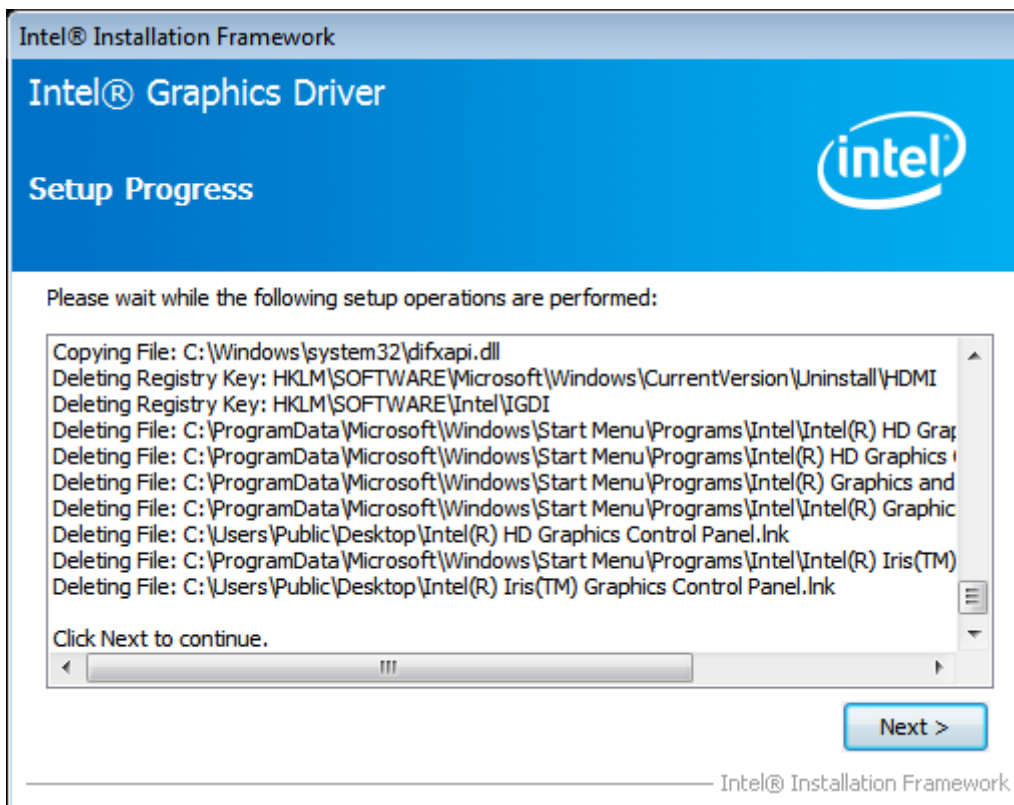 Intel® Installation Framework
Intel® Graphics Driver
intel
Setup Progress
Please wait while the following setup operations are performed:
Copying File: C:\Windows\system32\difxapi.dll
Deleting Registry Key: HKLM\SOFTWARE\Microsoft\Windows\CurrentVersion\Uninstall\HDMI
Deleting Registry Key: HKLM\SOFTWARE\Intel\IGDI
Deleting File: C:\ProgramData\Microsoft\Windows\Start Menu\Programs\Intel\Intel(R) HD
Deleting File: C:\ProgramData\Microsoft\Windows\Start Menu\Programs\Intel(R) HD Graphics
Deleting File: C:\ProgramData\Microsoft\Windows\Start Menu\Programs\Intel(R) Graphics and
Deleting File: C:\ProgramData\Microsoft\Windows\Start Menu\Programs\Intel\Intel(R)
Deleting File: C:\Users\Public\Desktop\Intel(R) HD Graphics Control Panel.lnk
Deleting File: C:\ProgramData\Microsoft\Windows\Start Menu\Programs\Intel\Intel(R) Iris(TM)
Deleting File: C:\Users\Public\Desktop\Intel(R) Iris(TM) Graphics Control Panel.lnk
Click Next to continue.
Next >
Intel® Installation Framework